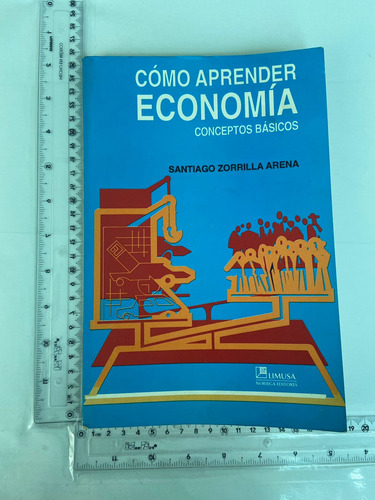 CÓMO APRENDER
ECONOMÍA
CONCEPTOS BÁSICOS
SANTIAGO ZORRILLA ARENA
LIMUSA
NORIEGA EDITORES